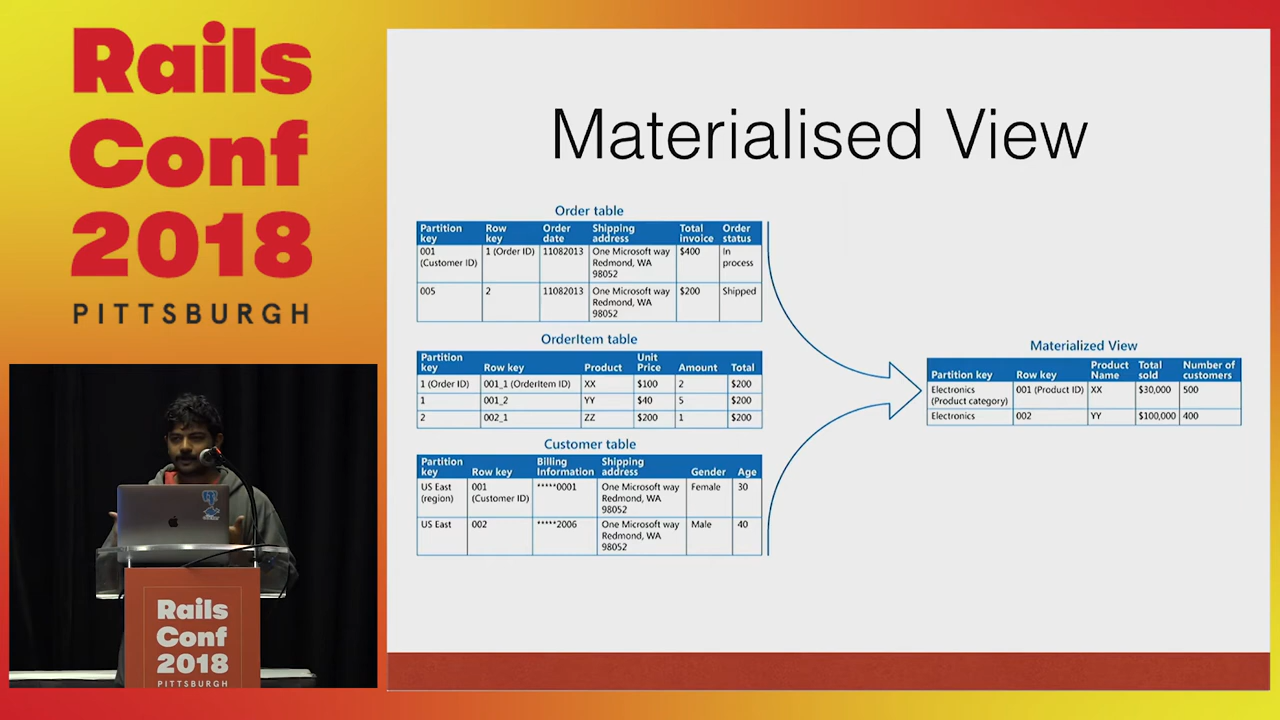 Rails
Conf
2018
PITTSBURGH
Materialised View
Order table
Partition key | Row key | Order date | Shipping address | Total invoice | Order status
001 (Customer ID) | 1 (Order ID) | 11082013 | One Microsoft way Redmond, WA 98052 | $400 | In process
005 | 2 | 11082013 | One Microsoft way Redmond, WA 98052 | $200 | Shipped
OrderItem table
Partition key | Row key | Product | Unit Price | Amount | Total
1 (Order ID) | 001_1 (OrderItem ID) | XX | $100 | 2 | $200
1 | 001_2 | YY | $40 | 5 | $200
2 | 002_1 | ZZ | $200 | 1 | $200
Customer table
Partition key | Row key | Billing Information | Shipping address | Gender | Age
US East (region) | 001 (Customer ID) | *****0001 | One Microsoft way Redmond, WA 98052 | Female | 30
US East | 002 | *****2006 | One Microsoft way Redmond, WA 98052 | Male | 40
Materialized View
Partition key | Row key | Product Name | Total sold | Number of customers
Electronics (Product category) | 001 (Product ID) | XX | $30,000 | 500
Electronics | 002 | YY | $100,000 | 400
Rails
Conf
2018
PITTSBURGH